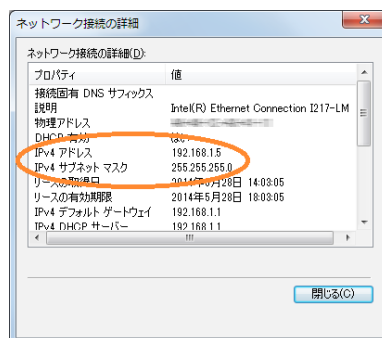 ネットワーク接続の詳細
ネットワーク接続の詳細(D):
プロパティ 値
接続固有 DNS サフィックス
説明 Intel(R) Ethernet Connection I217-LM
物理アドレス
DHCP 有効 はい
IPv4 アドレス 192.168.1.5
IPv4 サブネット マスク 255.255.255.0
リースの取得日 2014年5月28日 14:03:05
リースの有効期限 2014年5月28日 18:03:05
IPv4 デフォルト ゲートウェイ 192.168.1.1
IPv4 DHCP サーバー 192.168.1.1
閉じる(C)